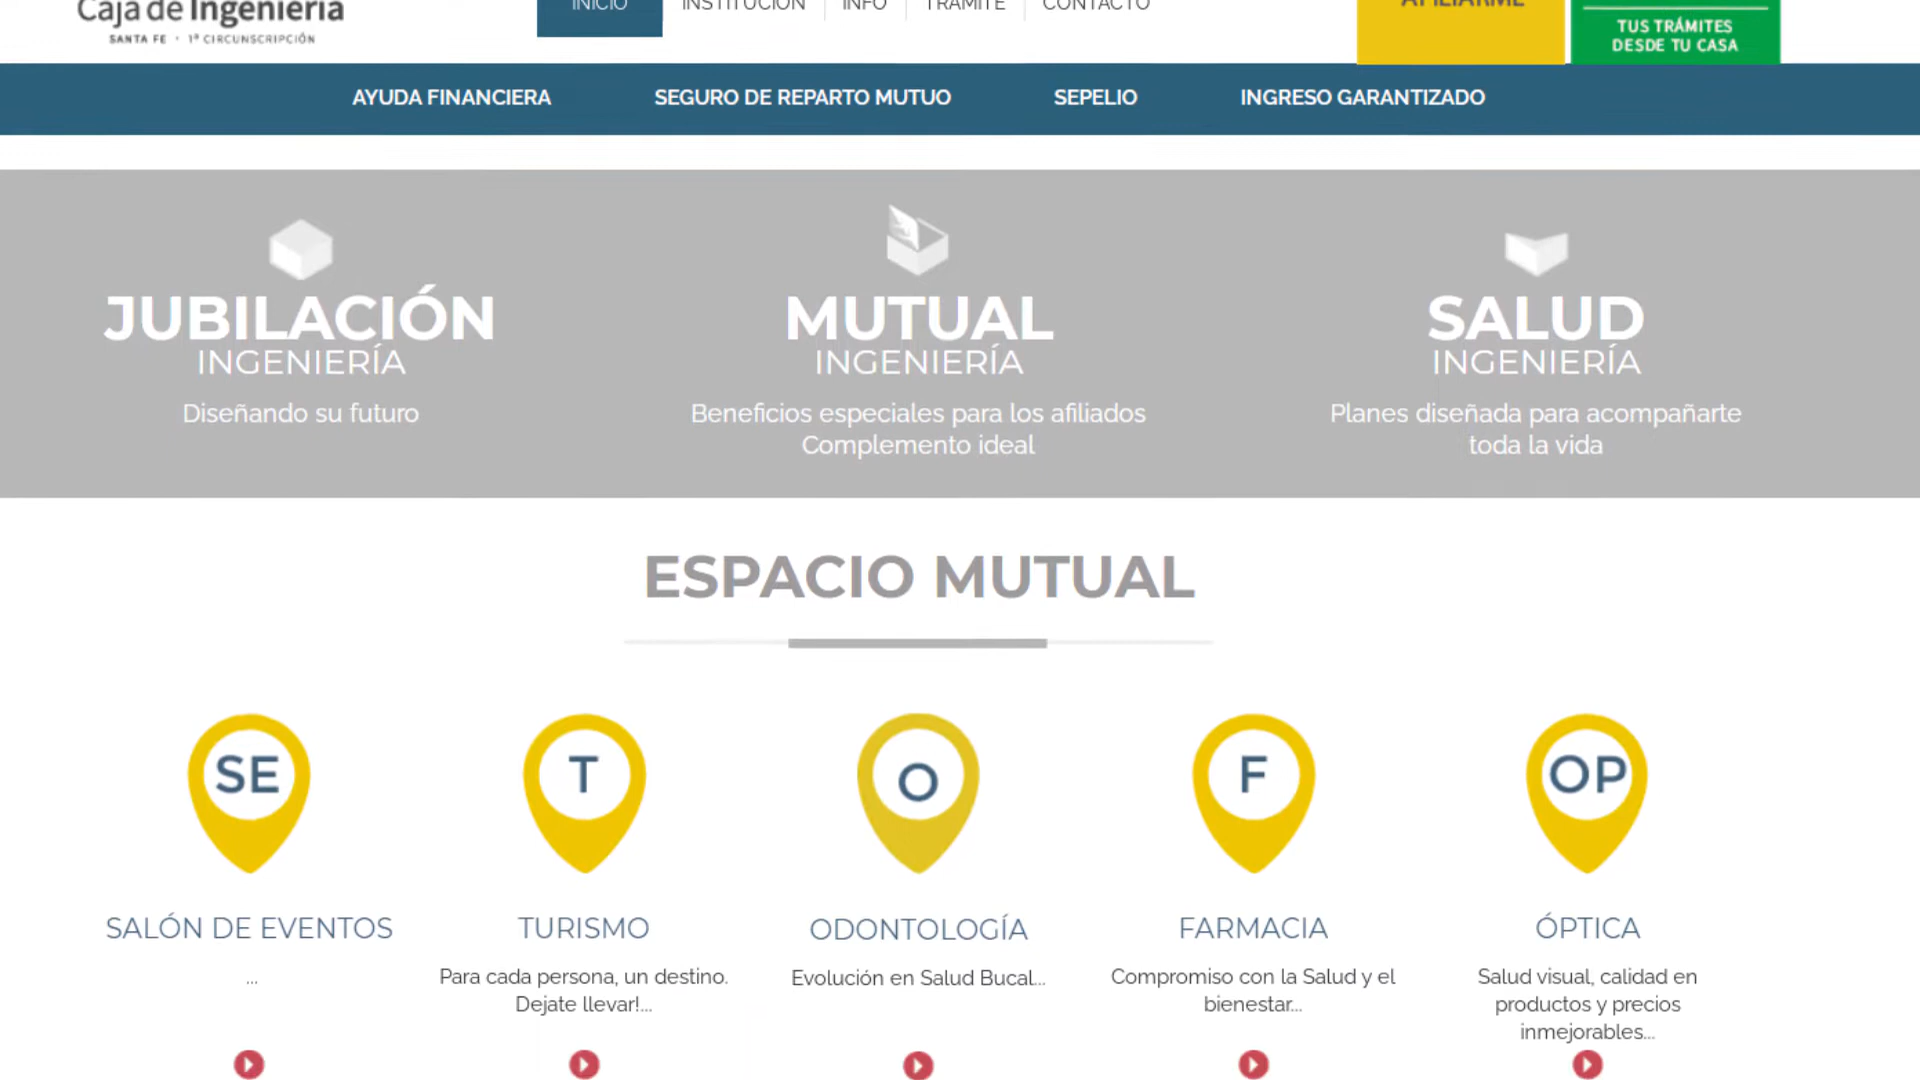 Caja de Ingeniería
SANTA FE · 1ª CIRCUNSCRIPCIÓN
INICIO
INSTITUCIÓN
INFO
TRÁMITE
CONTACTO
AFILIARME
TUS TRÁMITES
DESDE TU CASA
AYUDA FINANCIERA
SEGURO DE REPARTO MUTUO
SEPELIO
INGRESO GARANTIZADO
JUBILACIÓN
INGENIERÍA
Diseñando su futuro
MUTUAL
INGENIERÍA
Beneficios especiales para los afiliados
Complemento ideal
SALUD
INGENIERÍA
Planes diseñada para acompañarte
toda la vida
ESPACIO MUTUAL
SE
SALÓN DE EVENTOS
...
T
TURISMO
Para cada persona, un destino.
Dejate llevar!...
O
ODONTOLOGÍA
Evolución en Salud Bucal...
F
FARMACIA
Compromiso con la Salud y el
bienestar...
OP
ÓPTICA
Salud visual, calidad en
productos y precios
inmejorables...